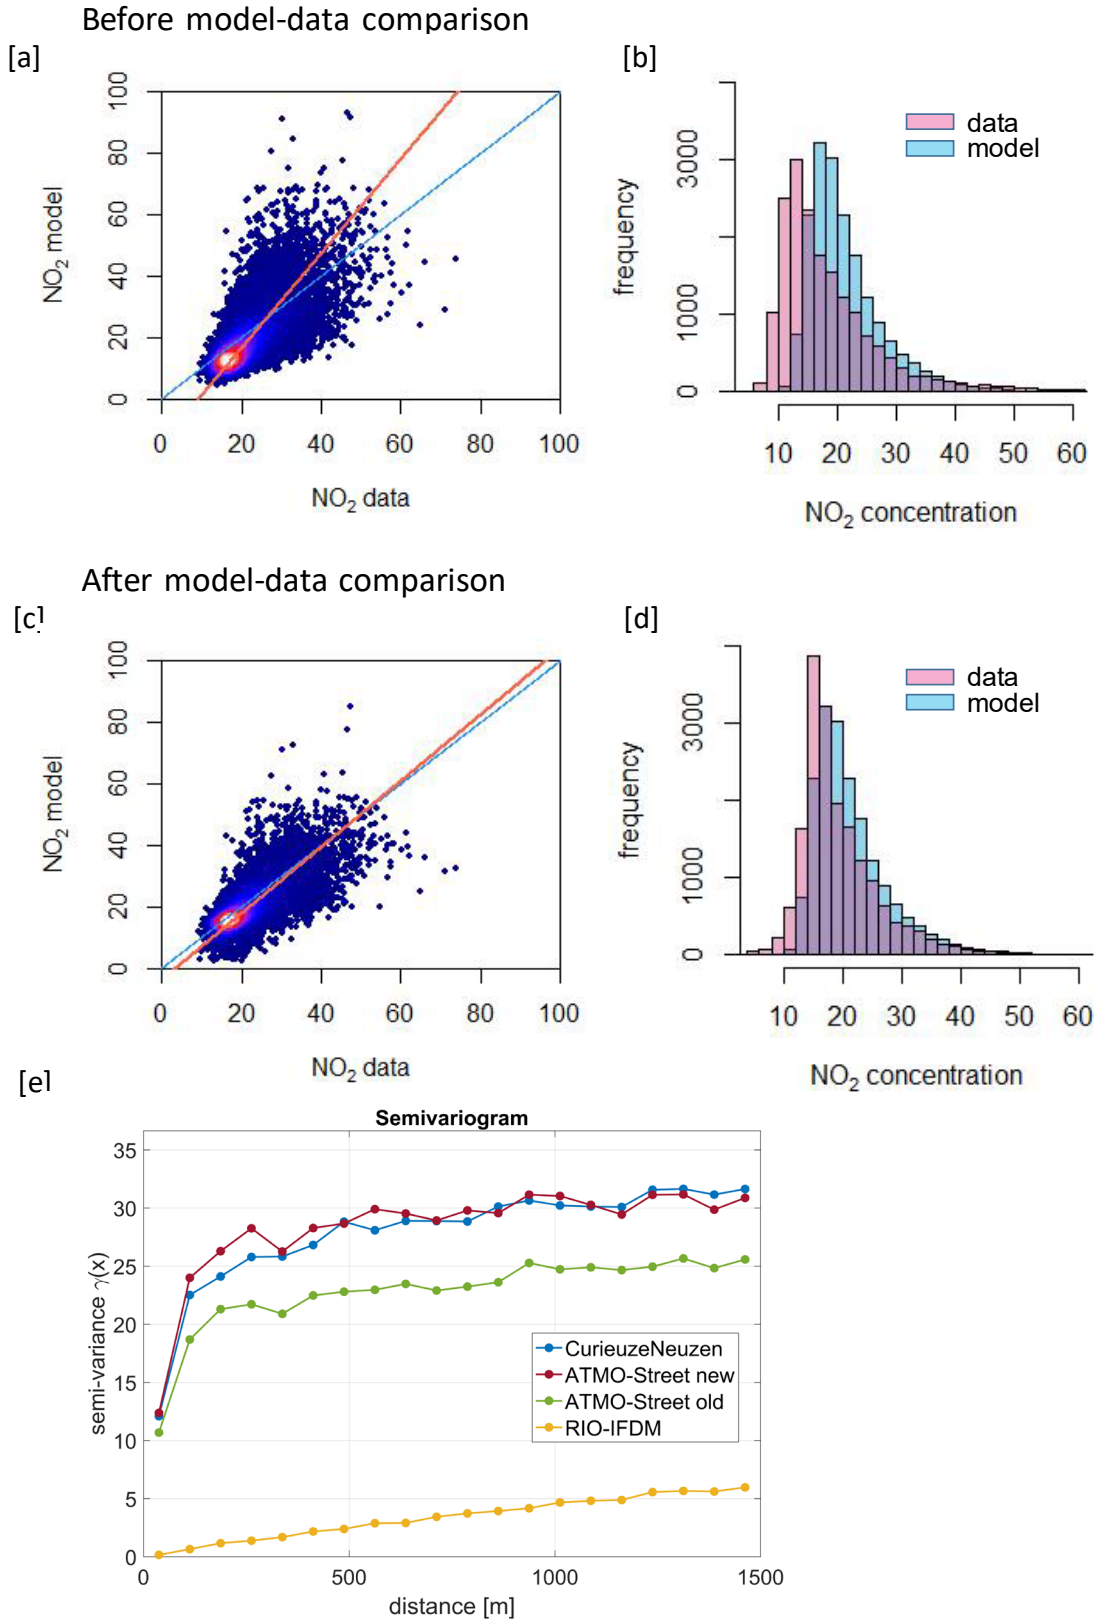 Before model-data comparison
[a]
100
80
60
40
20
0
NO2 model
0 20 40 60 80 100
NO2 data
[b]
3000
1000
0
frequency
data
model
10 20 30 40 50 60
NO2 concentration
After model-data comparison
[c]
100
80
60
40
20
0
NO2 model
0 20 40 60 80 100
NO2 data
[d]
3000
1000
0
frequency
data
model
10 20 30 40 50 60
NO2 concentration
[e]
Semivariogram
35
30
25
20
15
10
5
0
semi-variance γ(x)
CurieuzeNeuzen
ATMO-Street new
ATMO-Street old
RIO-IFDM
0 500 1000 1500
distance [m]